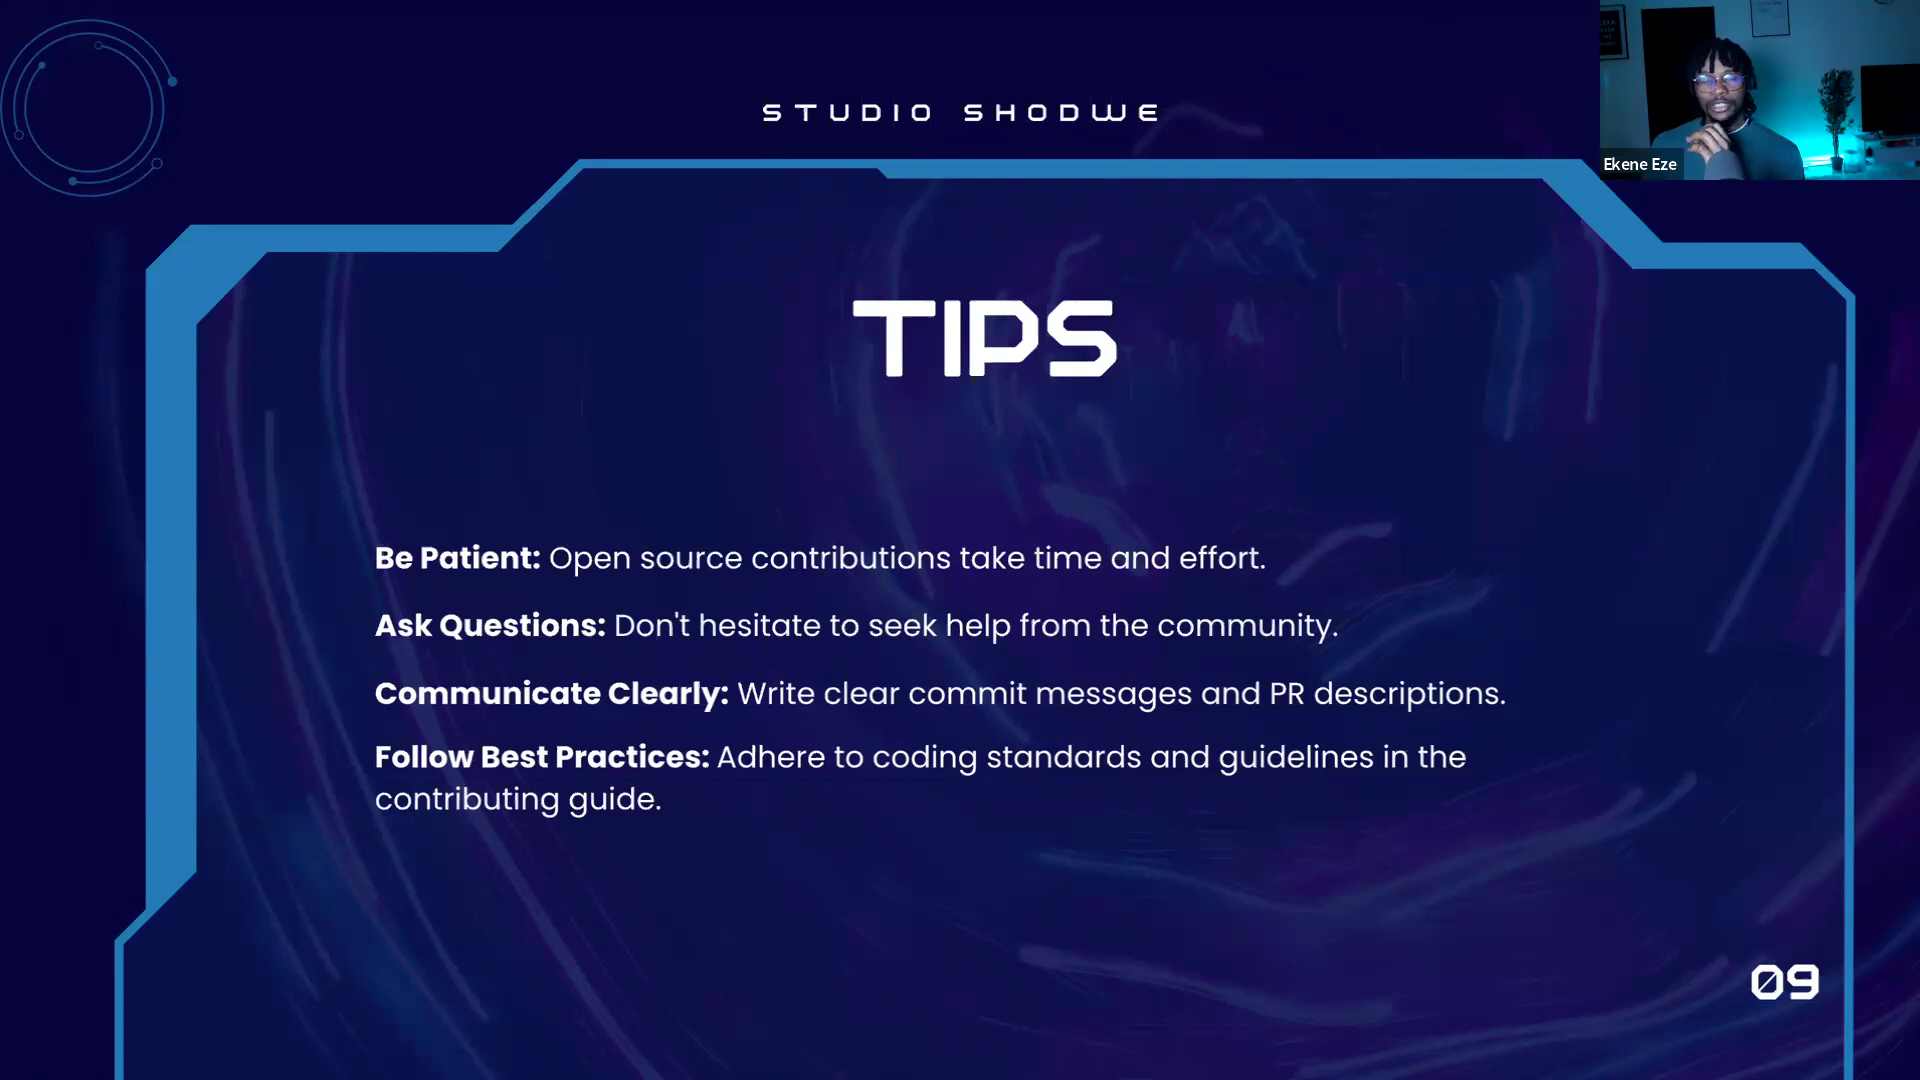 STUDIO SHODWE
Ekene Eze
TIPS
Be Patient: Open source contributions take time and effort.
Ask Questions: Don't hesitate to seek help from the community.
Communicate Clearly: Write clear commit messages and PR descriptions.
Follow Best Practices: Adhere to coding standards and guidelines in the
contributing guide.
09